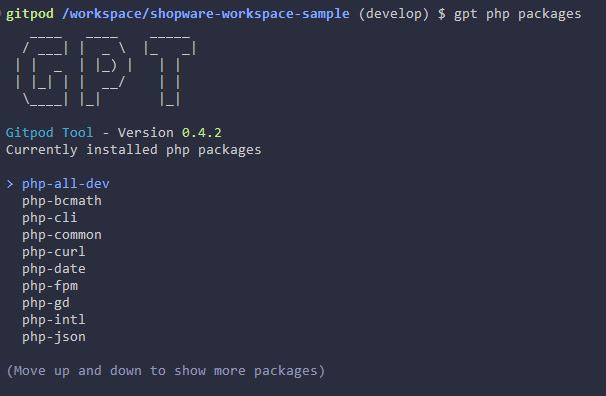 gitpod /workspace/shopware-workspace-sample (develop) $ gpt php packages
GPT
Gitpod Tool - Version 0.4.2
Currently installed php packages
> php-all-dev
php-bcmath
php-cli
php-common
php-curl
php-date
php-fpm
php-gd
php-intl
php-json
(Move up and down to show more packages)